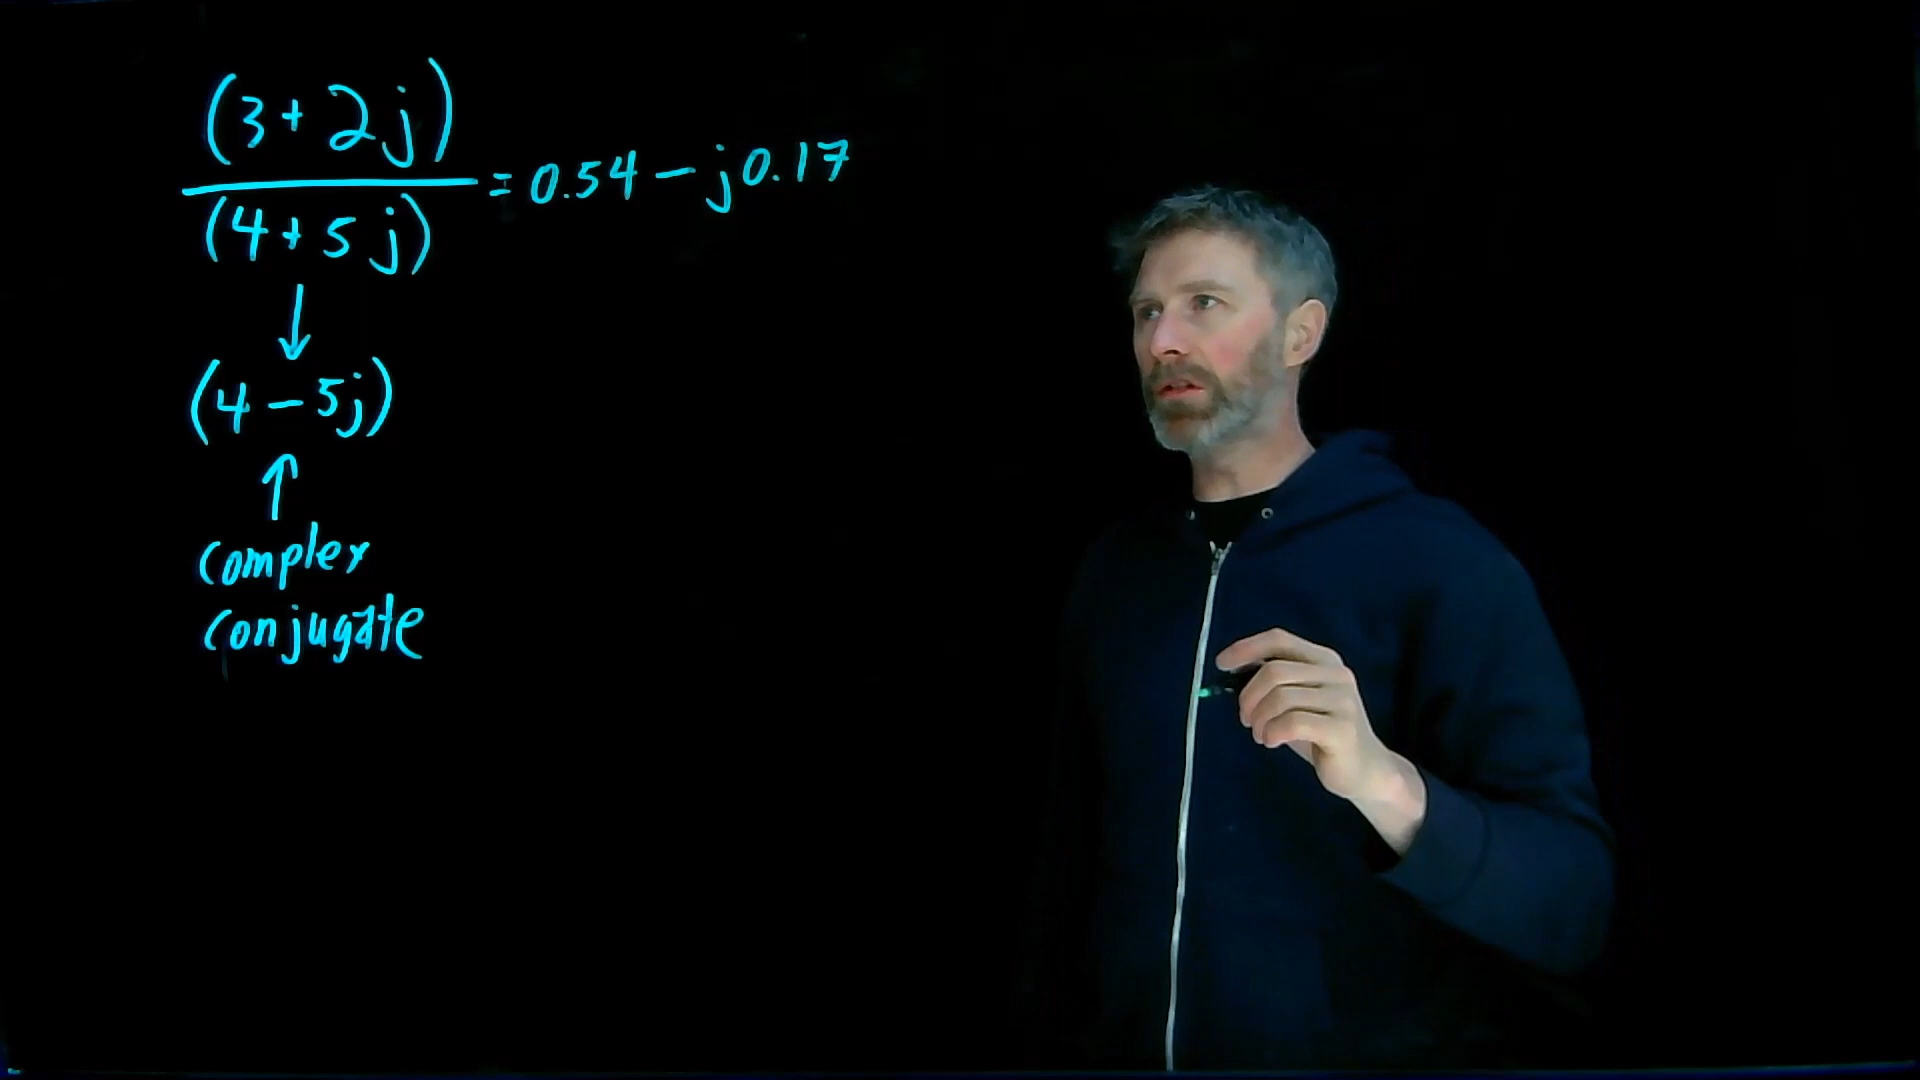 (3+2j)
(4+5j)
= 0.54 - j0.17
↓
(4-5j)
↑
complex
conjugate